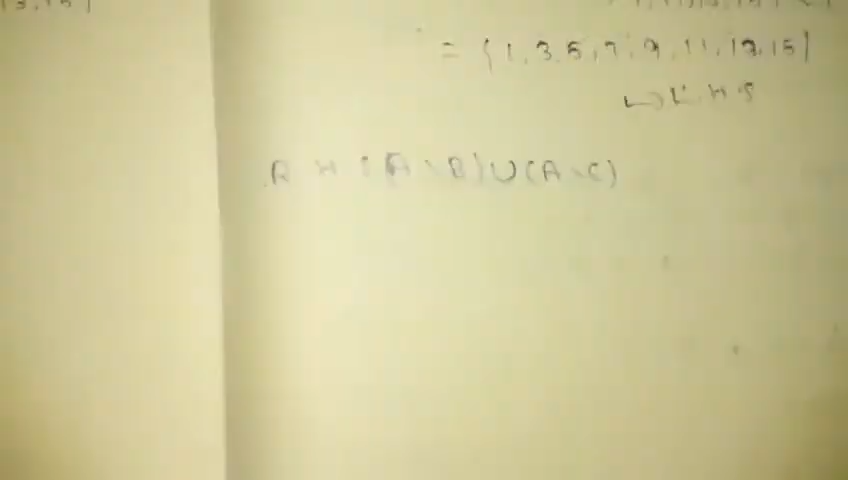 = {1,3,5,7,9,11,13,15}
↳ L.H.S
R H S (A \ B) ∪ (A \ C)